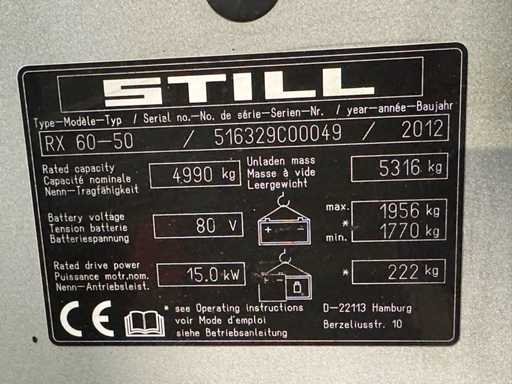 STILL
Type-Modèle-Typ / Serial no.-No. de série-Serien-Nr. / year-année-Baujahr
RX 60-50 / 516329C00049 / 2012
Rated capacity
Capacité nominale
Nenn-Tragfähigkeit
4990 kg
Unladen mass
Masse à vide
Leergewicht
5316 kg
Battery voltage
Tension batterie
Batteriespannung
80 V
max. 1956 kg
*
min. 1770 kg
Rated drive power
Puissance motr.nom.
Nenn-Antriebsleist.
15.0 kW
* 222 kg
CE
* see Operating instructions
voir Mode d'emploi
siehe Betriebsanleitung
D-22113 Hamburg
Berzeliusstr. 10